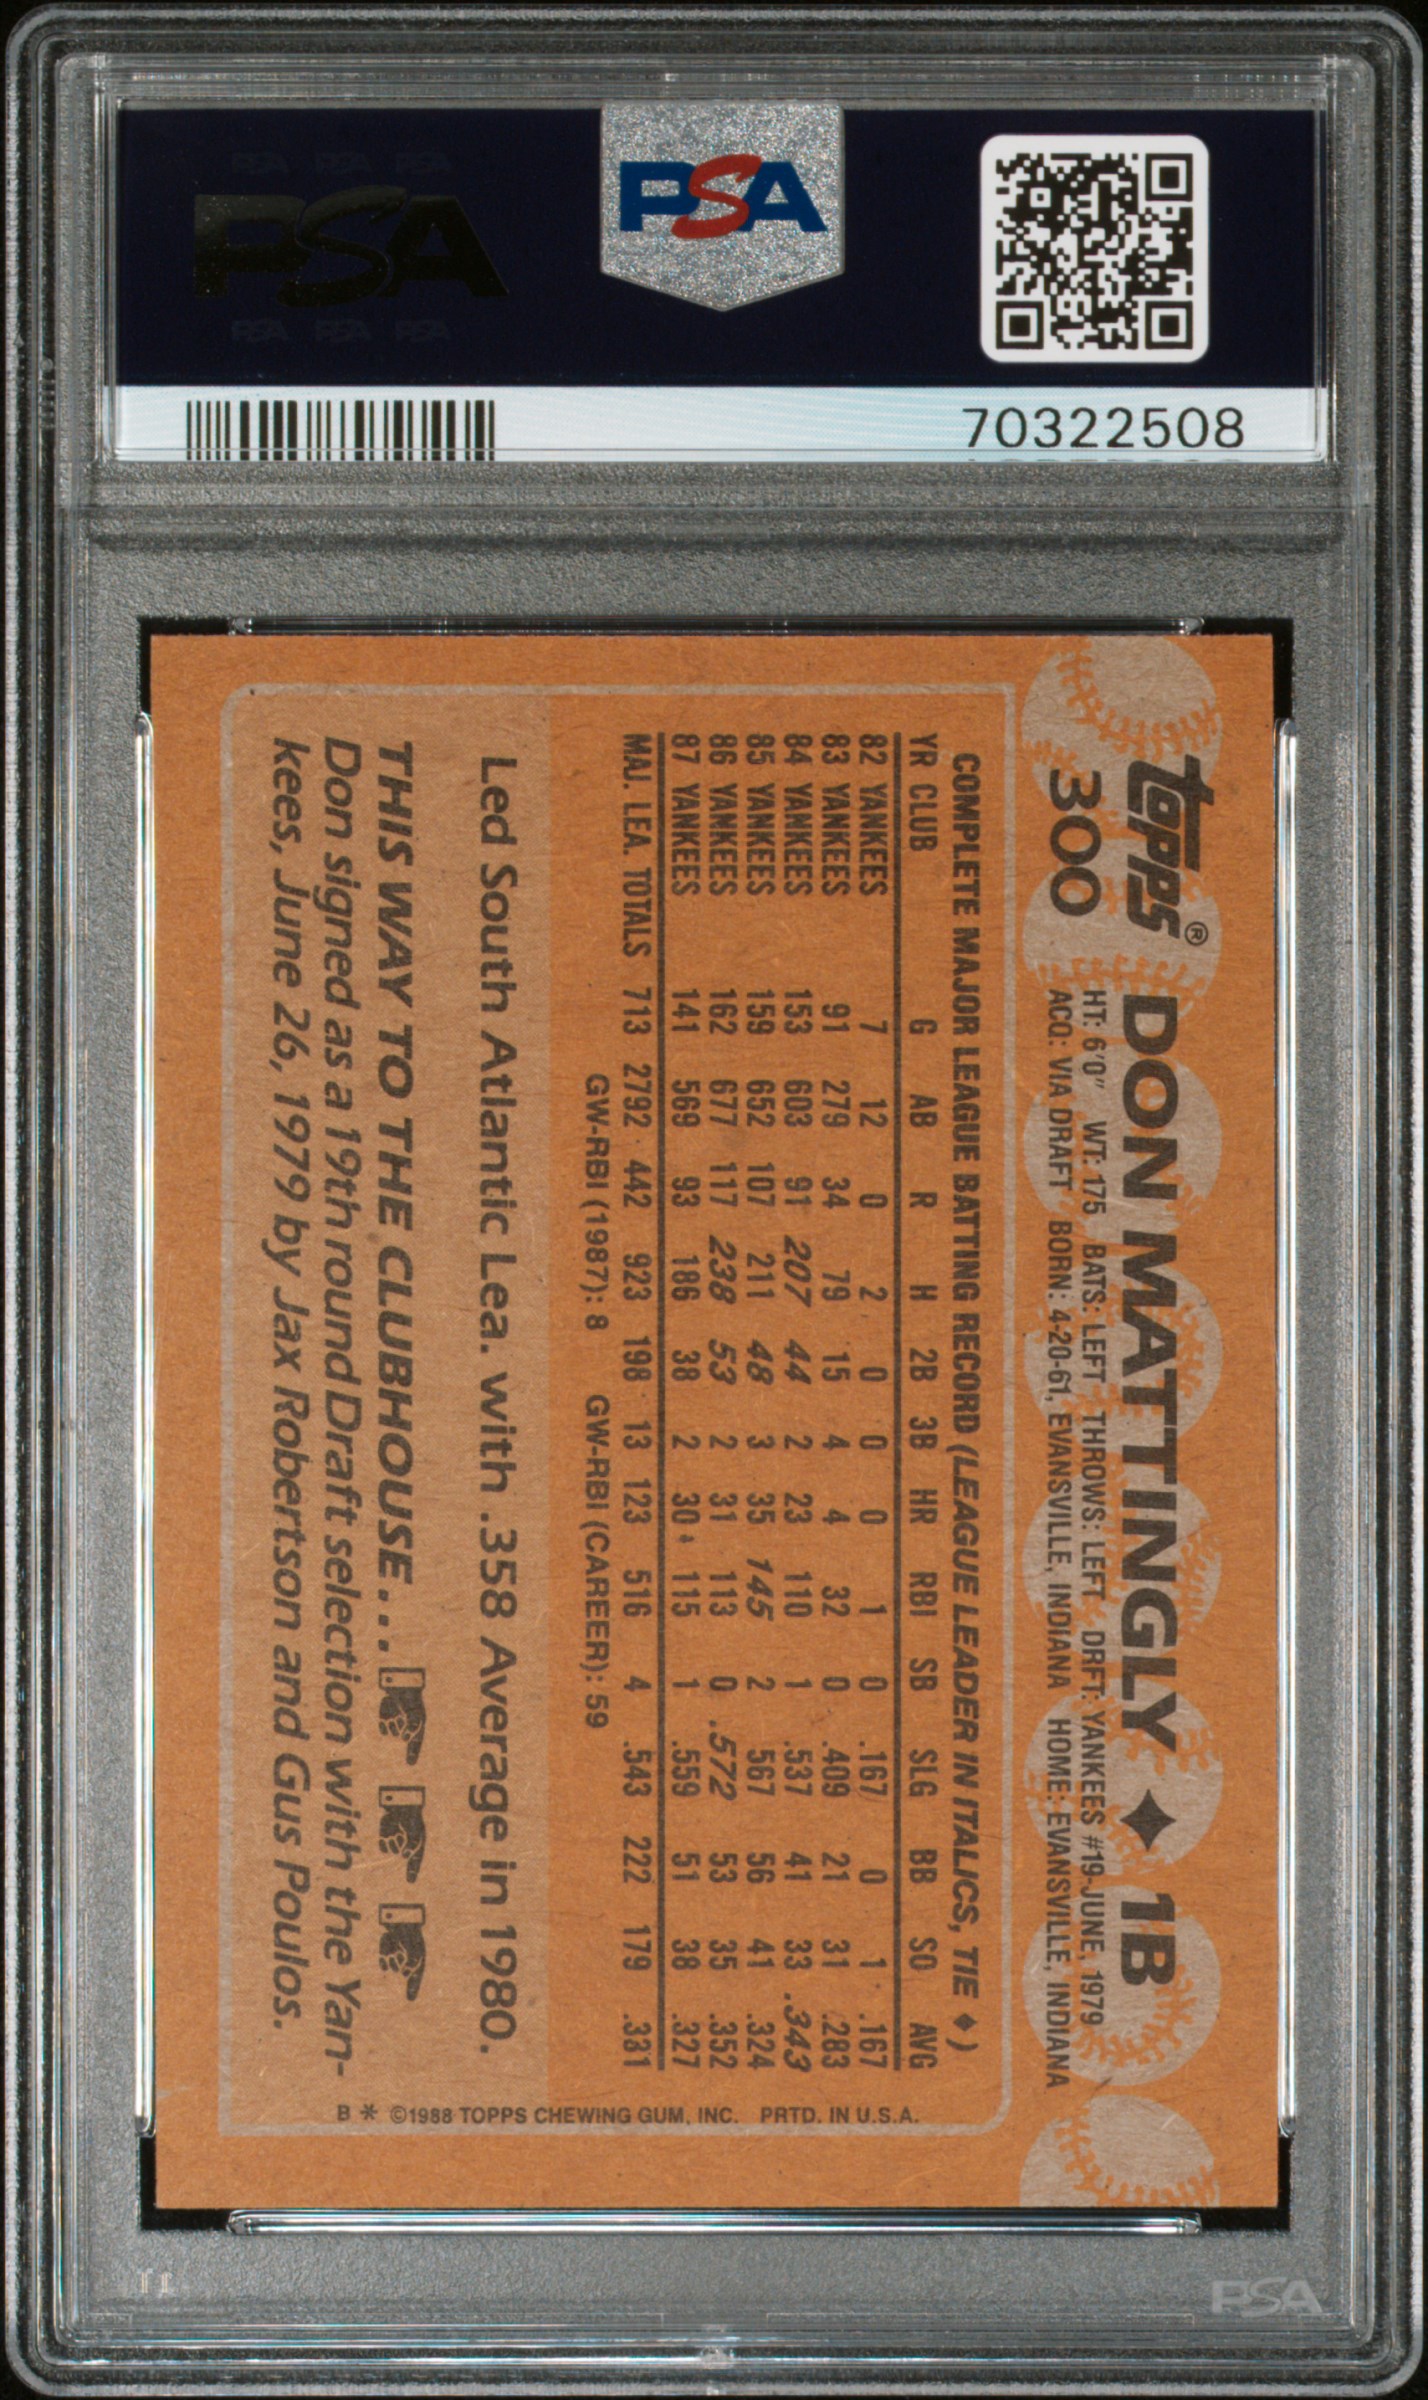 PSA PSA PSA
PSA
PSA PSA PSA
PSA
70322508
Topps®
300
DON MATTINGLY ♦ 1B
HT: 6'0" WT: 175 BATS: LEFT THROWS: LEFT DRFT: YANKEES #19-JUNE, 1979
ACQ: VIA DRAFT BORN: 4-20-61, EVANSVILLE, INDIANA HOME: EVANSVILLE, INDIANA
COMPLETE MAJOR LEAGUE BATTING RECORD (LEAGUE LEADER IN ITALICS, TIE ♦)
YR CLUB G AB R H 2B 3B HR RBI SB SLG BB SO AVG
82 YANKEES 7 12 0 2 0 0 0 1 0 .167 0 1 .167
83 YANKEES 91 279 34 79 15 4 4 32 0 .409 21 31 .283
84 YANKEES 153 603 91 207 44 2 23 110 1 .537 41 33 .343
85 YANKEES 159 652 107 211 48 3 35 145 2 .567 56 41 .324
86 YANKEES 162 677 117 238 53 2 31 113 0 .572 53 35 .352
87 YANKEES 141 569 93 186 38 2 30 115 1 .559 51 38 .327
MAJ. LEA. TOTALS 713 2792 442 923 198 13 123 516 4 .543 222 179 .331
GW-RBI (1987): 8 GW-RBI (CAREER): 59
Led South Atlantic Lea. with .358 Average in 1980.
THIS WAY TO THE CLUBHOUSE...
Don signed as a 19th round Draft selection with the Yan-
kees, June 26, 1979 by Jax Robertson and Gus Poulos.
B * ©1988 TOPPS CHEWING GUM, INC. PRTD. IN U.S.A.
PSA